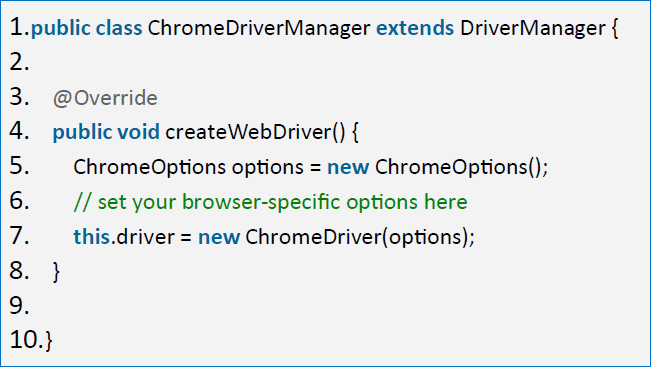 1.public class ChromeDriverManager extends DriverManager {
2.
3. @Override
4. public void createWebDriver() {
5. ChromeOptions options = new ChromeOptions();
6. // set your browser-specific options here
7. this.driver = new ChromeDriver(options);
8. }
9.
10.}